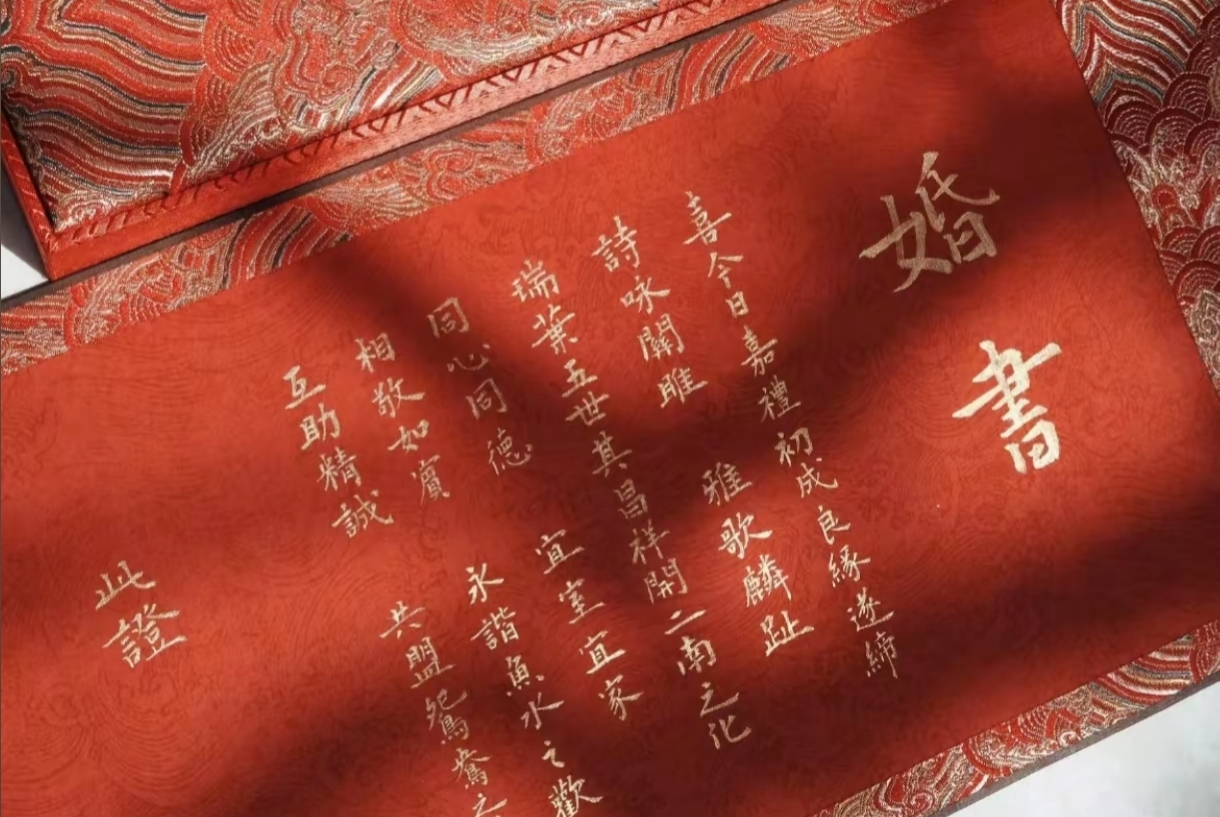 婚書
喜今日嘉禮初成良緣遂締
詩咏關雎 雅歌麟趾
瑞葉五世其昌祥開二南之化
同心同德 宜室宜家
相敬如賓 永諧魚水之歡
互助精誠 共盟鴛鴦之
此證